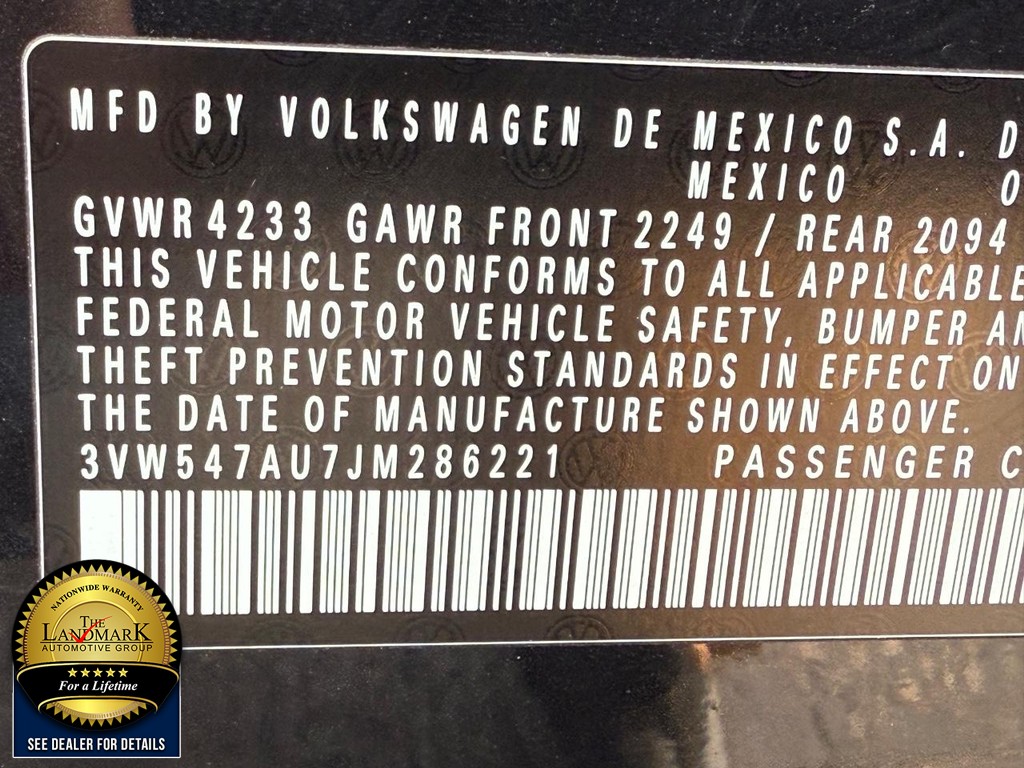 MFD BY VOLKSWAGEN DE MEXICO S.A. D
MEXICO O
GVWR 4233 GAWR FRONT 2249 / REAR 2094
THIS VEHICLE CONFORMS TO ALL APPLICABLE
FEDERAL MOTOR VEHICLE SAFETY, BUMPER AN
THEFT PREVENTION STANDARDS IN EFFECT ON
THE DATE OF MANUFACTURE SHOWN ABOVE.
3VW547AU7JM286221 PASSENGER C
NATIONWIDE WARRANTY
THE
LANDMARK
AUTOMOTIVE GROUP
For a Lifetime
SEE DEALER FOR DETAILS